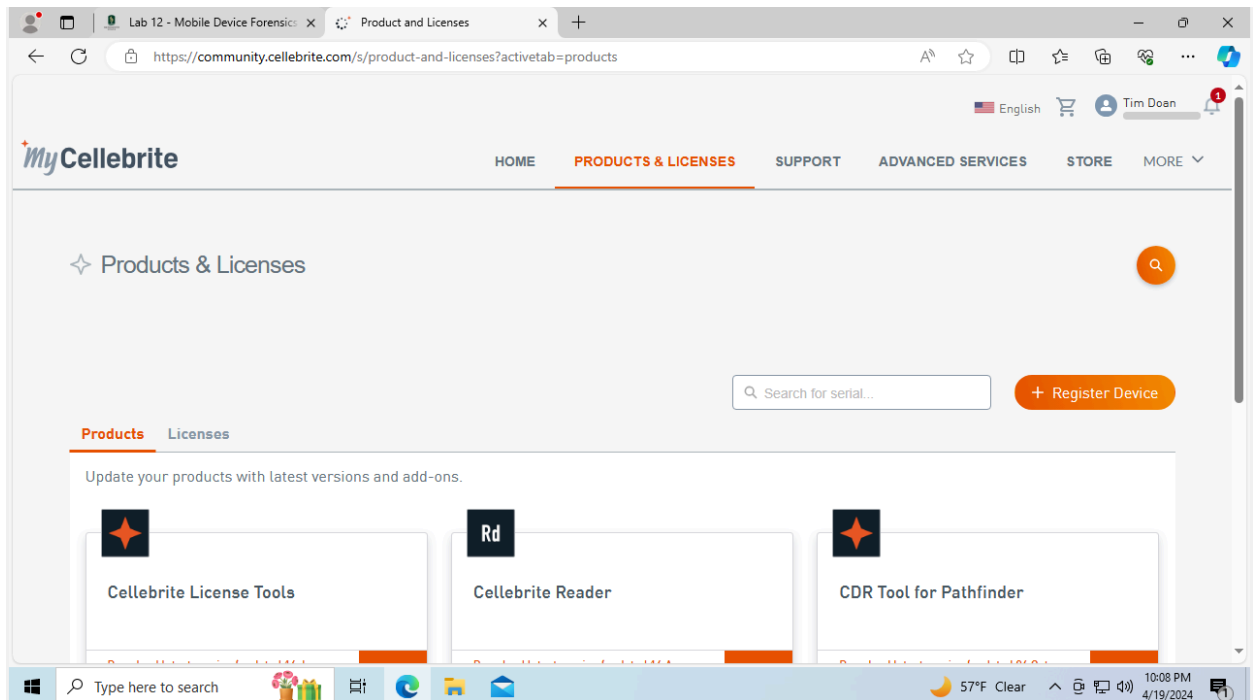 Lab 12 - Mobile Device Forensics
Product and Licenses
https://community.cellebrite.com/s/product-and-licenses?activetab=products
English
Tim Doan
1
MyCellebrite
HOME
PRODUCTS & LICENSES
SUPPORT
ADVANCED SERVICES
STORE
MORE
Products & Licenses
Search for serial...
+ Register Device
Products
Licenses
Update your products with latest versions and add-ons.
Rd
Cellebrite License Tools
Cellebrite Reader
CDR Tool for Pathfinder
Type here to search
57°F Clear
10:08 PM
4/19/2024
1